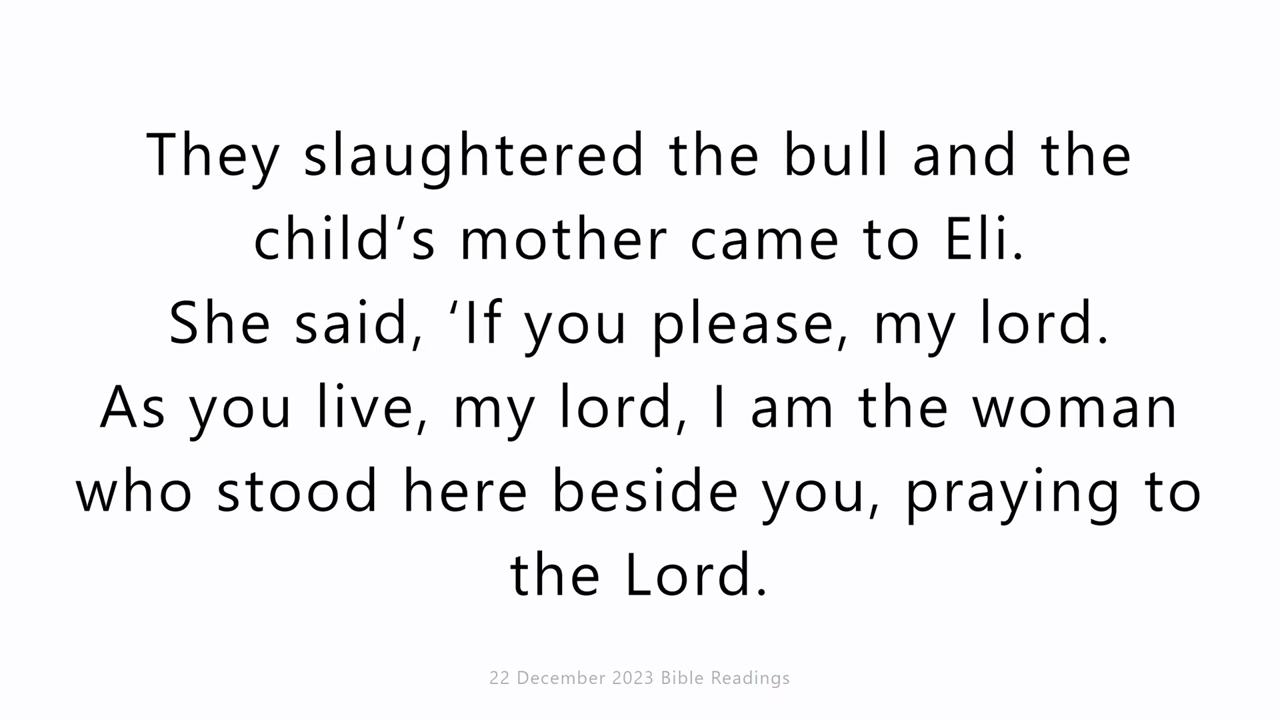 They slaughtered the bull and the
child’s mother came to Eli.
She said, ‘If you please, my lord.
As you live, my lord, I am the woman
who stood here beside you, praying to
the Lord.
22 December 2023 Bible Readings